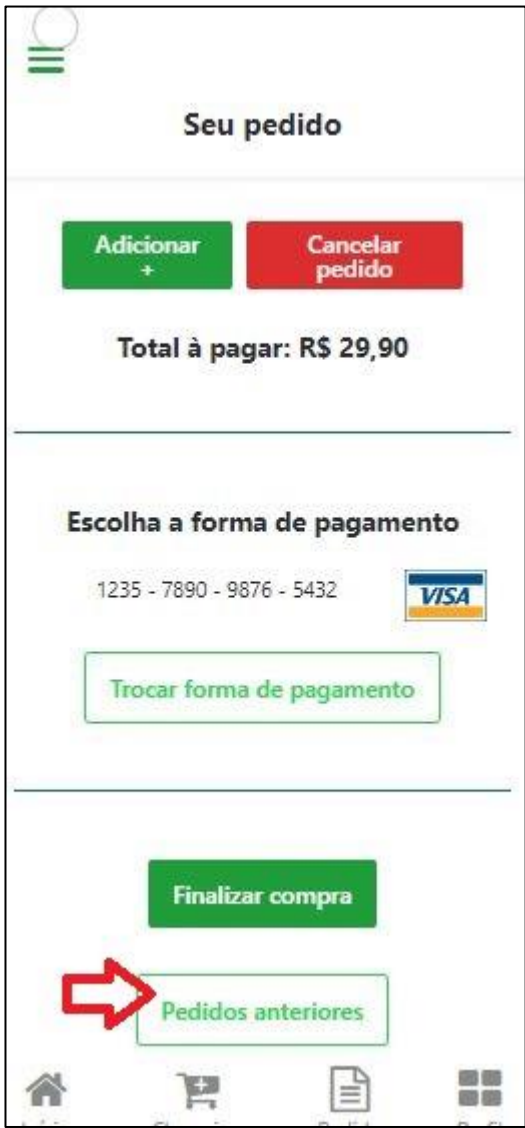 Seu pedido
Adicionar
+
Cancelar
pedido
Total à pagar: R$ 29,90
Escolha a forma de pagamento
1235 - 7890 - 9876 - 5432
VISA
Trocar forma de pagamento
Finalizar compra
Pedidos anteriores